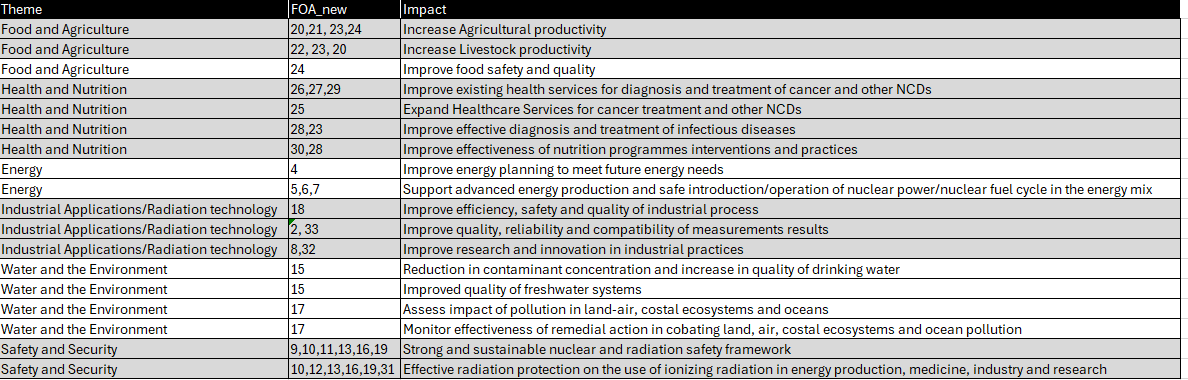 Theme FOA_new Impact
Food and Agriculture 20,21, 23,24 Increase Agricultural productivity
Food and Agriculture 22, 23, 20 Increase Livestock productivity
Food and Agriculture 24 Improve food safety and quality
Health and Nutrition 26,27,29 Improve existing health services for diagnosis and treatment of cancer and other NCDs
Health and Nutrition 25 Expand Healthcare Services for cancer treatment and other NCDs
Health and Nutrition 28,23 Improve effective diagnosis and treatment of infectious diseases
Health and Nutrition 30,28 Improve effectiveness of nutrition programmes interventions and practices
Energy 4 Improve energy planning to meet future energy needs
Energy 5,6,7 Support advanced energy production and safe introduction/operation of nuclear power/nuclear fuel cycle in the energy mix
Industrial Applications/Radiation technology 18 Improve efficiency, safety and quality of industrial process
Industrial Applications/Radiation technology 2, 33 Improve quality, reliability and compatibility of measurements results
Industrial Applications/Radiation technology 8,32 Improve research and innovation in industrial practices
Water and the Environment 15 Reduction in contaminant concentration and increase in quality of drinking water
Water and the Environment 15 Improved quality of freshwater systems
Water and the Environment 17 Assess impact of pollution in land-air, costal ecosystems and oceans
Water and the Environment 17 Monitor effectiveness of remedial action in cobating land, air, costal ecosystems and ocean pollution
Safety and Security 9,10,11,13,16,19 Strong and sustainable nuclear and radiation safety framework
Safety and Security 10,12,13,16,19,31 Effective radiation protection on the use of ionizing radiation in energy production, medicine, industry and research